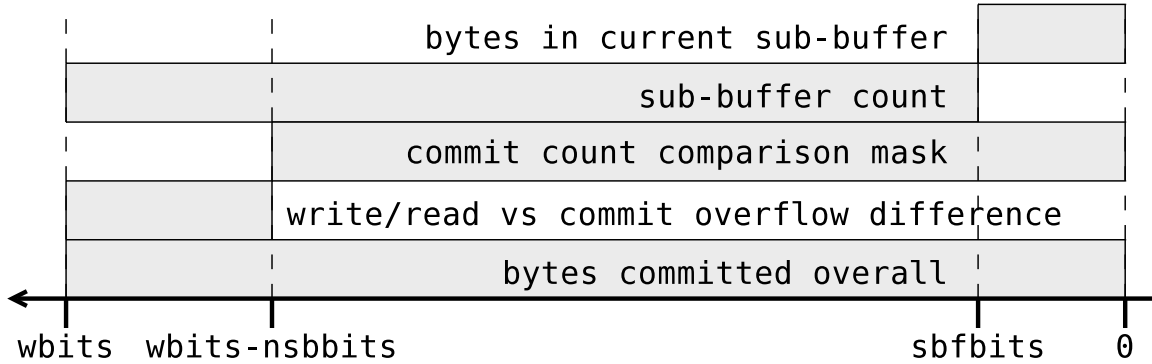 bytes in current sub-buffer
sub-buffer count
commit count comparison mask
write/read vs commit overflow difference
bytes committed overall
wbits wbits-nsbbits sbfbits 0